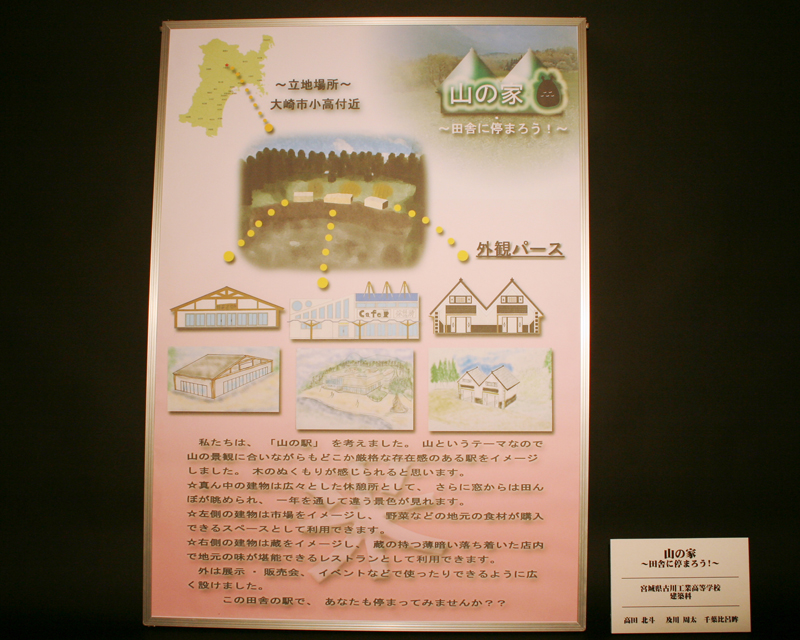 ～立地場所～
大崎市小高付近
山の家
～田舎に停まろう！～
外観パース
Cafe
私たちは、「山の駅」を考えました。山というテーマなので
山の景観に合いながらもどこか厳格な存在感のある駅をイメージ
しました。木のぬくもりが感じられると思います。
☆真ん中の建物は広々とした休憩所として、さらに窓からは田ん
ぼが眺められ、一年を通して違う景色が見れます。
☆左側の建物は市場をイメージし、野菜などの地元の食材が購入
できるスペースとして利用できます。
☆右側の建物は蔵をイメージし、蔵の持つ薄暗い落ち着いた店内
で地元の味が堪能できるレストランとして利用できます。
外は展示・販売会、イベントなどで使ったりできるように広
く設けました。
この田舎の駅で、あなたも停まってみませんか？？
山の家
～田舎に停まろう！～
宮城県古川工業高等学校
建築科
高田 北斗 及川 周太 千葉比呂